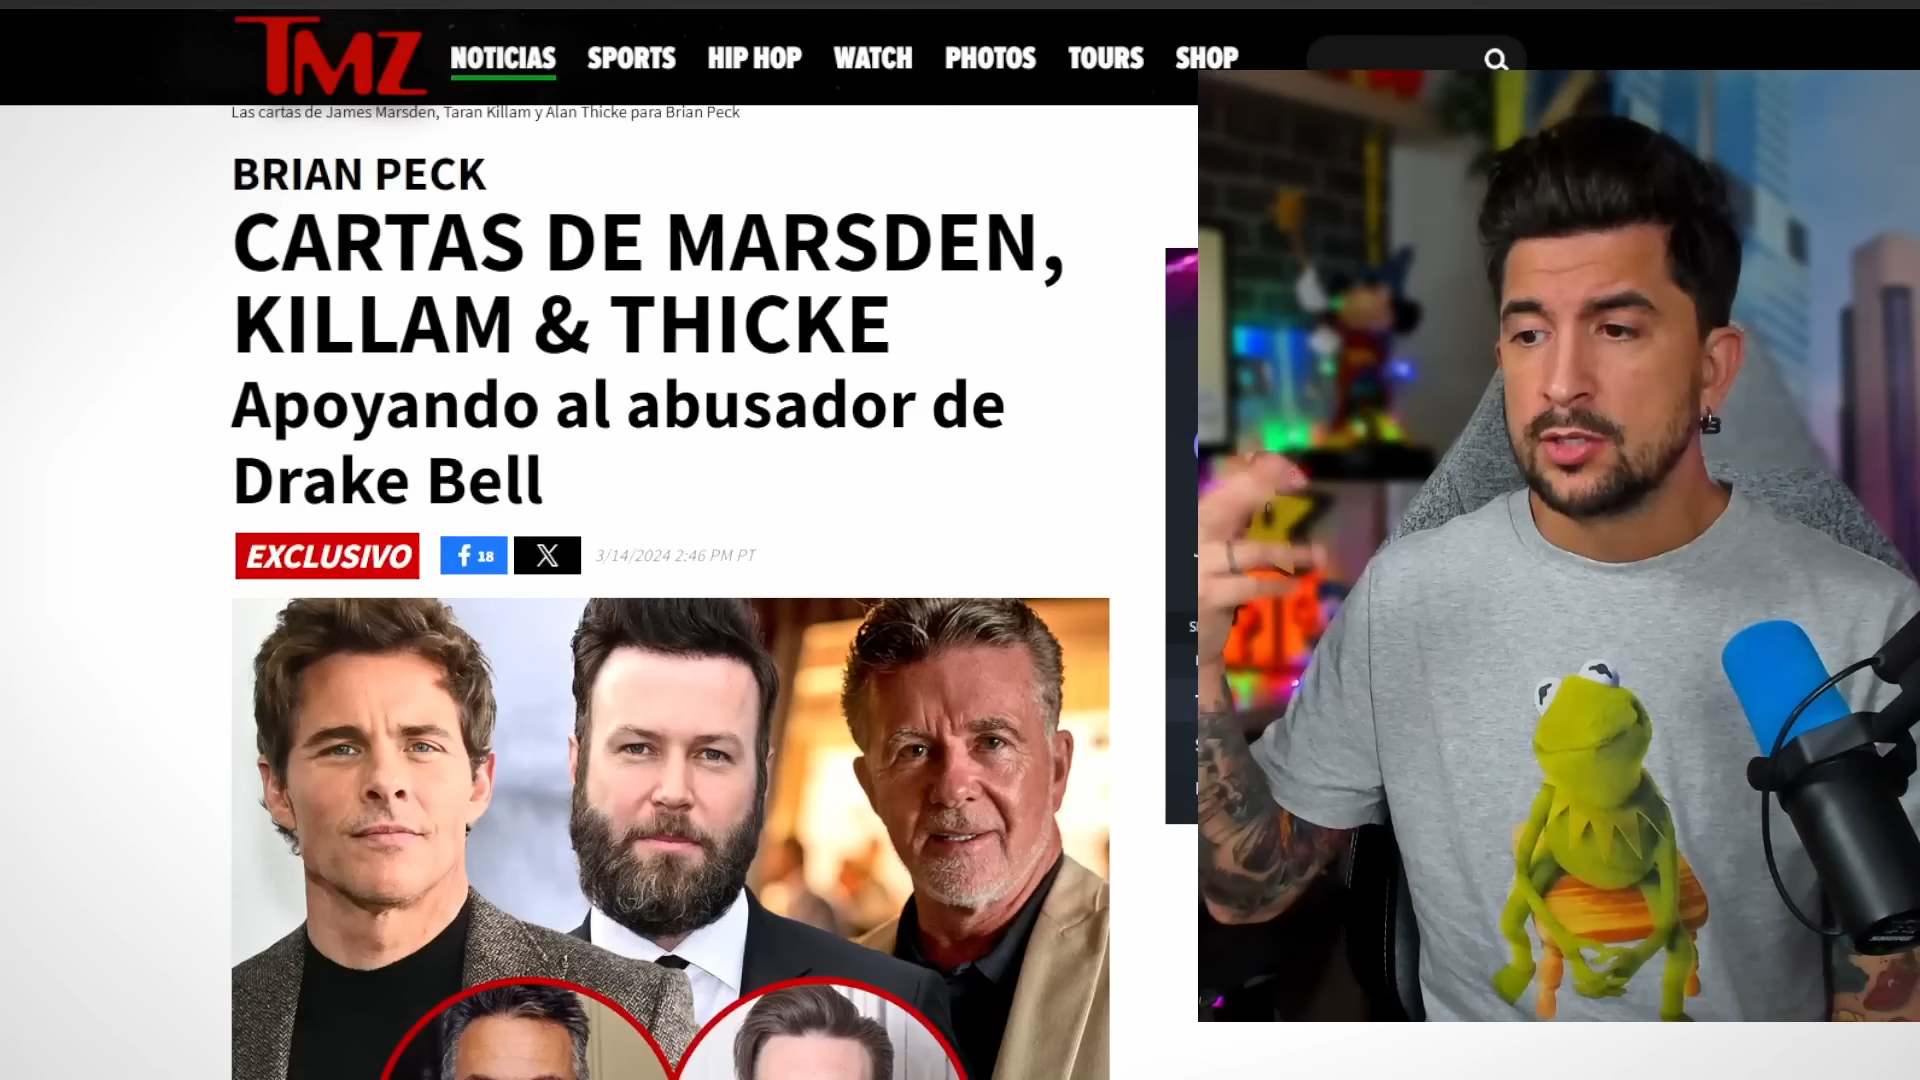 TMZ
NOTICIAS SPORTS HIP HOP WATCH PHOTOS TOURS SHOP
Las cartas de James Marsden, Taran Killam y Alan Thicke para Brian Peck
BRIAN PECK
CARTAS DE MARSDEN,
KILLAM & THICKE
Apoyando al abusador de
Drake Bell
EXCLUSIVO
f 18
X
3/14/2024 2:46 PM PT